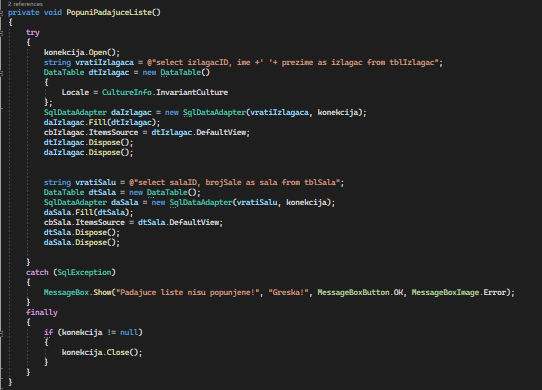 2 references
private void PopuniPadajuceListe()
{
try
{
konekcija.Open();
string vratiIzlagaca = @"select izlagacID, ime +' '+ prezime as izlagac from tblIzlagac";
DataTable dtIzlagac = new DataTable()
{
Locale = CultureInfo.InvariantCulture
};
SqlDataAdapter daIzlagac = new SqlDataAdapter(vratiIzlagaca, konekcija);
daIzlagac.Fill(dtIzlagac);
cbIzlagac.ItemsSource = dtIzlagac.DefaultView;
dtIzlagac.Dispose();
daIzlagac.Dispose();
string vratiSalu = @"select salaID, brojSale as sala from tblSala";
DataTable dtSala = new DataTable();
SqlDataAdapter daSala = new SqlDataAdapter(vratiSalu, konekcija);
daSala.Fill(dtSala);
cbSala.ItemsSource = dtSala.DefaultView;
dtSala.Dispose();
daSala.Dispose();
}
catch (SqlException)
{
MessageBox.Show("Padajuce liste nisu popunjene!", "Greska!", MessageBoxButton.OK, MessageBoxImage.Error);
}
finally
{
if (konekcija != null)
{
konekcija.Close();
}
}
}